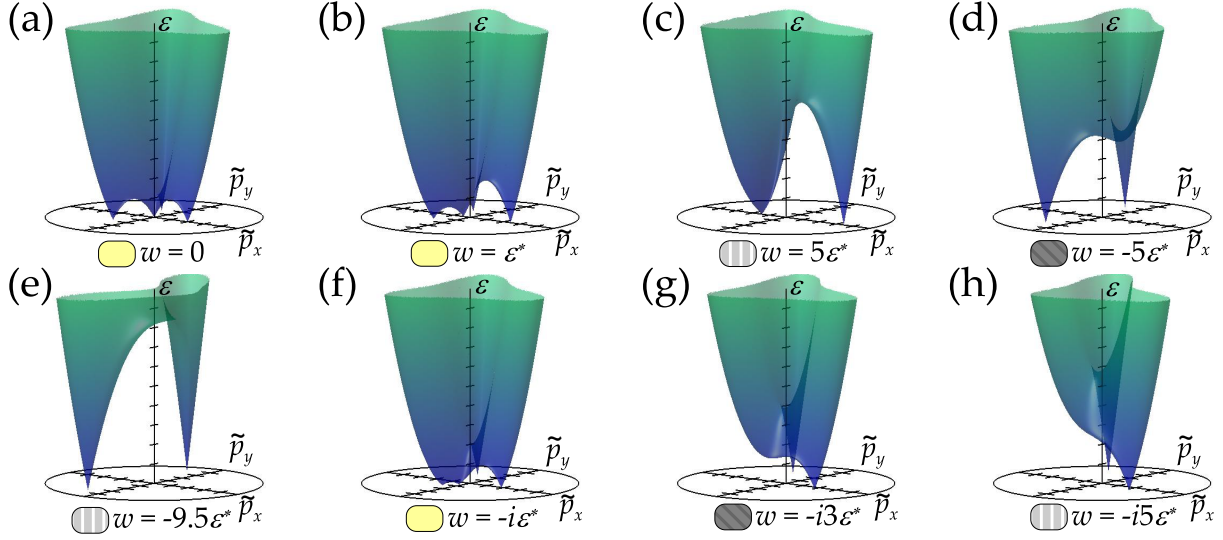 (a) ε (b) ε (c) ε (d) ε
p̃y p̃y p̃y p̃y
p̃x p̃x p̃x p̃x
w = 0 w = ε* w = 5ε* w = -5ε*
(e) ε (f) ε (g) ε (h) ε
p̃y p̃y p̃y p̃y
p̃x p̃x p̃x p̃x
w = -9.5ε* w = -iε* w = -i3ε* w = -i5ε*